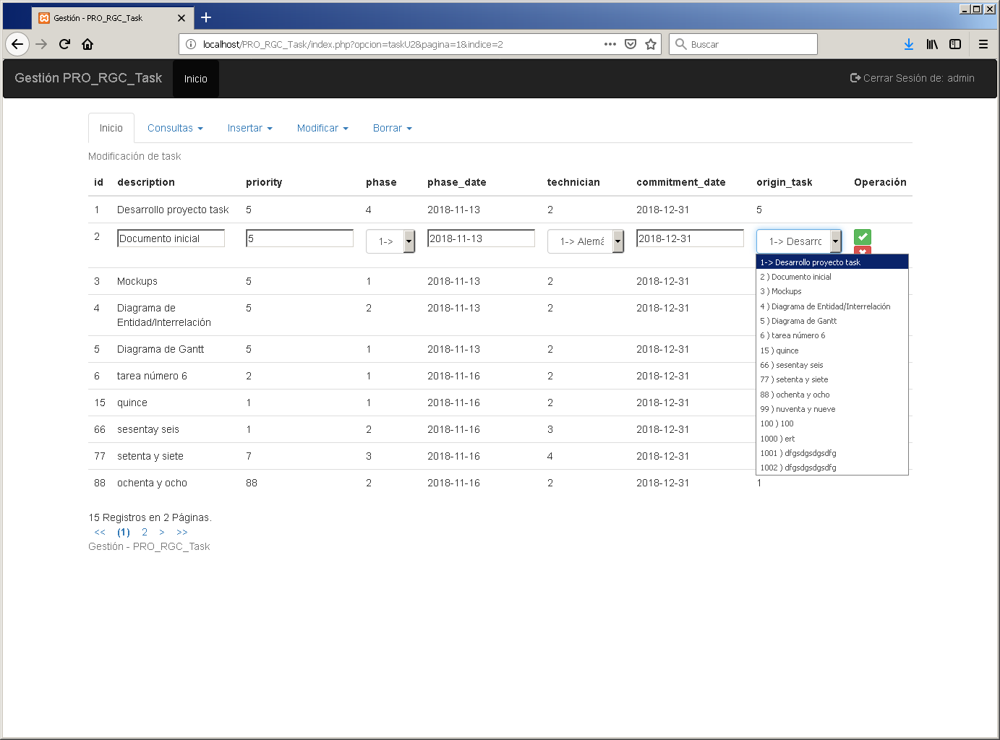 Gestión - PRO_RGC_Task
localhost/PRO_RGC_Task/index.php?opcion=taskU2&pagina=1&indice=2
Buscar
Gestión PRO_RGC_Task Inicio Cerrar Sesión de: admin
Inicio Consultas Insertar Modificar Borrar
Modificación de task
id description priority phase phase_date technician commitment_date origin_task Operación
1 Desarrollo proyecto task 5 4 2018-11-13 2 2018-12-31 5
2 Documento inicial 5 1-> 2018-11-13 1-> Alemá 2018-12-31 1-> Desarro
1-> Desarrollo proyecto task
2 ) Documento inicial
3 ) Mockups
4 ) Diagrama de Entidad/Interrelación
5 ) Diagrama de Gantt
6 ) tarea número 6
15 ) quince
66 ) sesentay seis
77 ) setenta y siete
88 ) ochenta y ocho
99 ) nuventa y nueve
100 ) 100
1000 ) ert
1001 ) dfgsdgsdgsdfg
1002 ) dfgsdgsdgsdfg
3 Mockups 5 1 2018-11-13 2 2018-12-31
4 Diagrama de 5 2 2018-11-13 2 2018-12-31
Entidad/Interrelación
5 Diagrama de Gantt 5 1 2018-11-13 2 2018-12-31
6 tarea número 6 2 1 2018-11-16 2 2018-12-31
15 quince 1 1 2018-11-16 2 2018-12-31
66 sesentay seis 1 2 2018-11-16 3 2018-12-31
77 setenta y siete 7 3 2018-11-16 4 2018-12-31
88 ochenta y ocho 88 2 2018-11-16 2 2018-12-31 1
15 Registros en 2 Páginas.
<< (1) 2 > >>
Gestión - PRO_RGC_Task